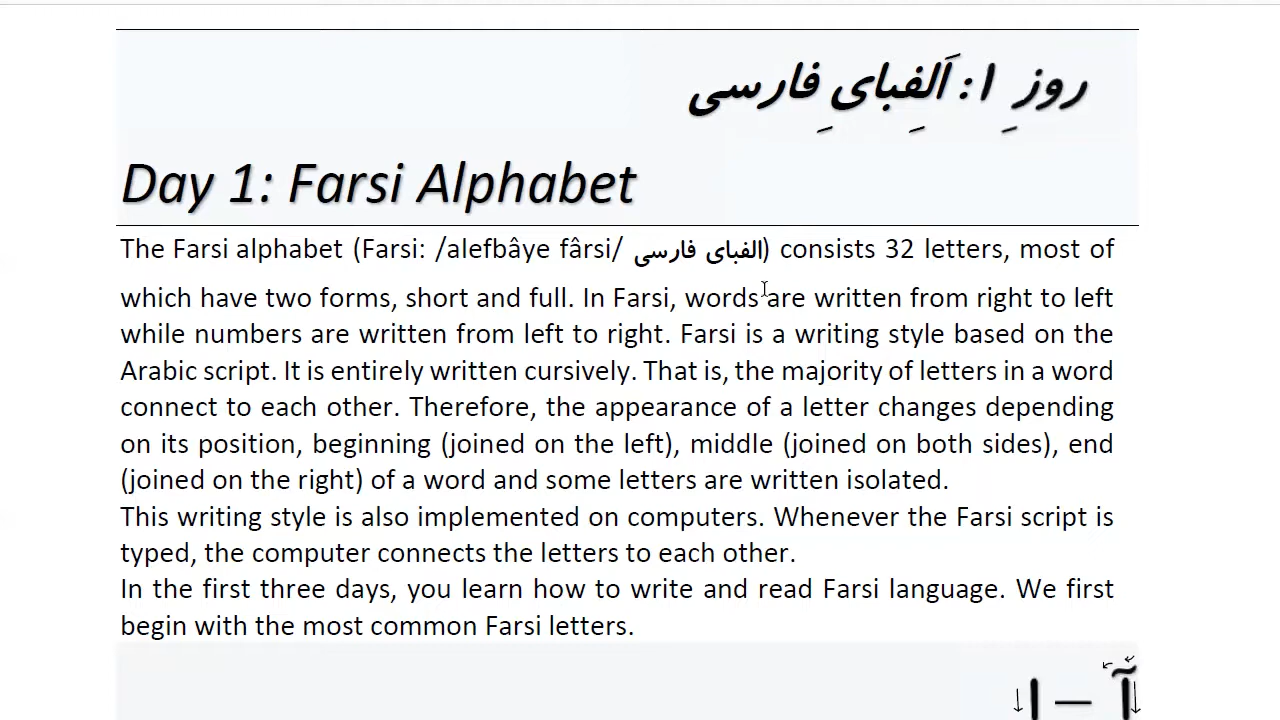 روزِ ۱: اَلِفبایِ فارسی
Day 1: Farsi Alphabet
The Farsi alphabet (Farsi: /alefbâye fârsi/ الفبای فارسی) consists 32 letters, most of
which have two forms, short and full. In Farsi, words are written from right to left
while numbers are written from left to right. Farsi is a writing style based on the
Arabic script. It is entirely written cursively. That is, the majority of letters in a word
connect to each other. Therefore, the appearance of a letter changes depending
on its position, beginning (joined on the left), middle (joined on both sides), end
(joined on the right) of a word and some letters are written isolated.
This writing style is also implemented on computers. Whenever the Farsi script is
typed, the computer connects the letters to each other.
In the first three days, you learn how to write and read Farsi language. We first
begin with the most common Farsi letters.
آ – ا